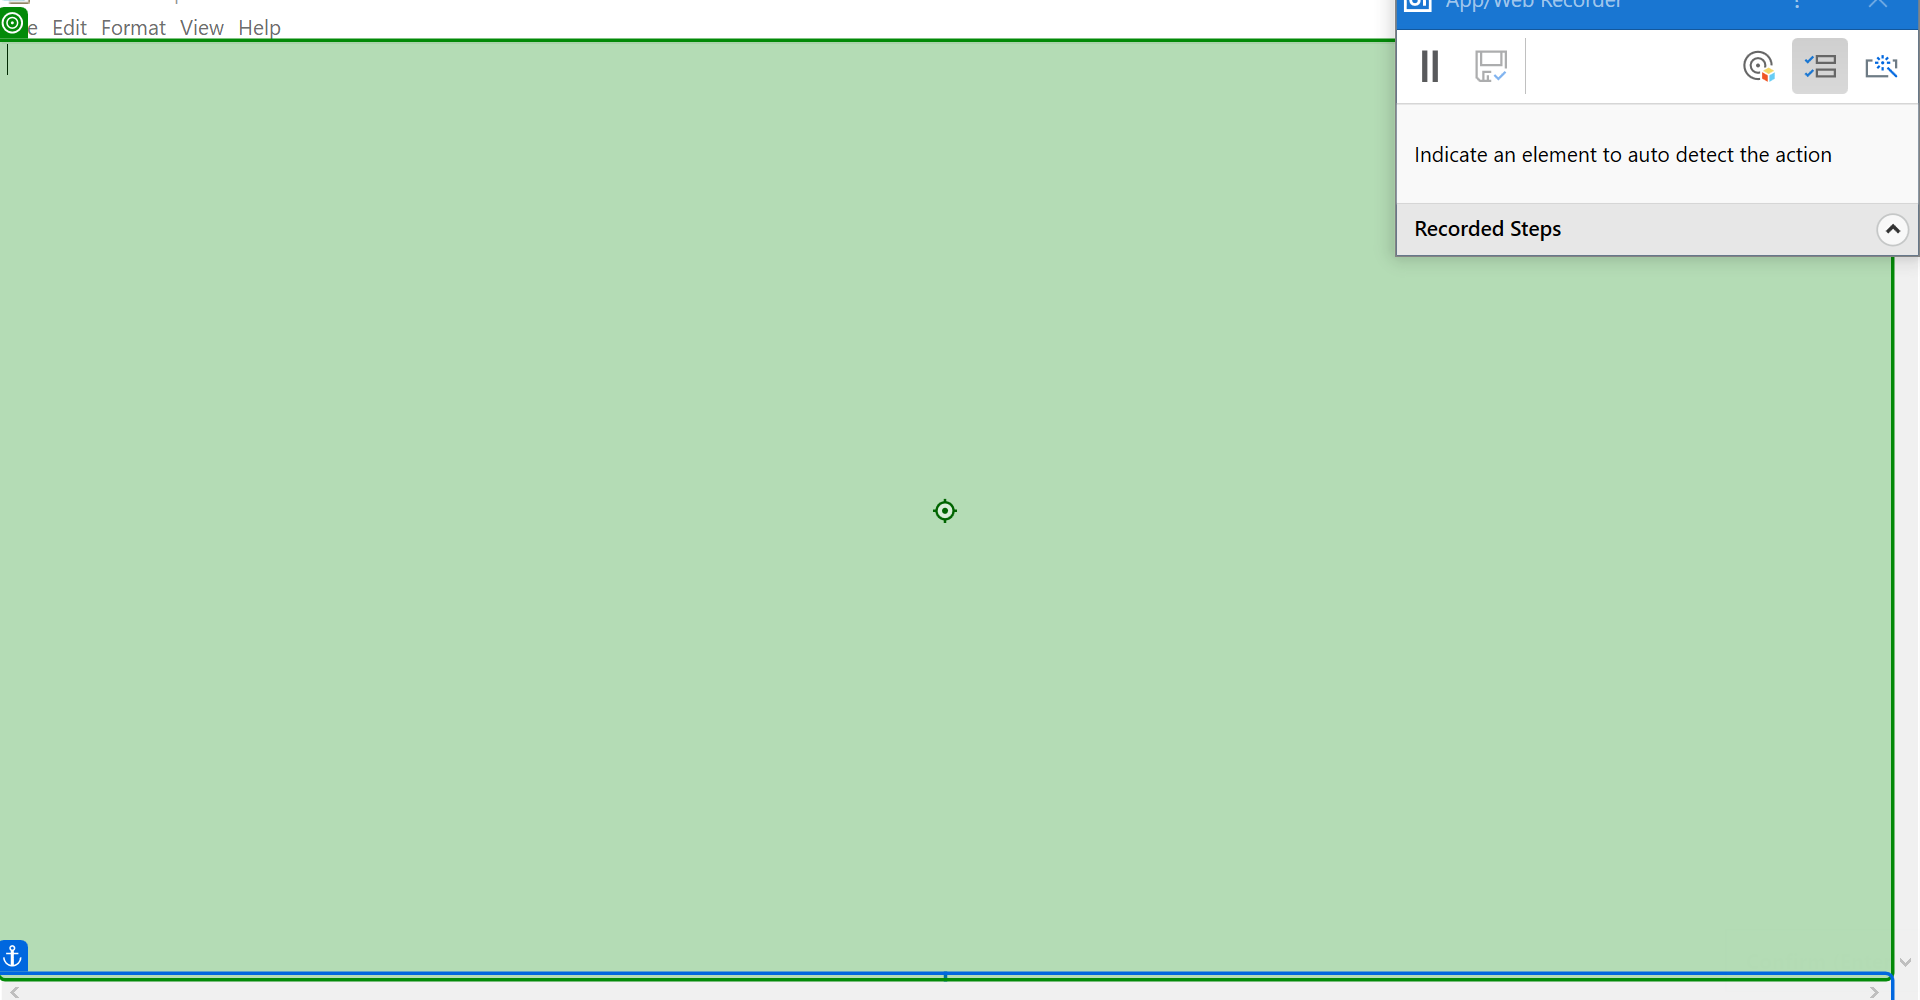 App/Web Recorder
Edit Format View Help
Indicate an element to auto detect the action
Recorded Steps